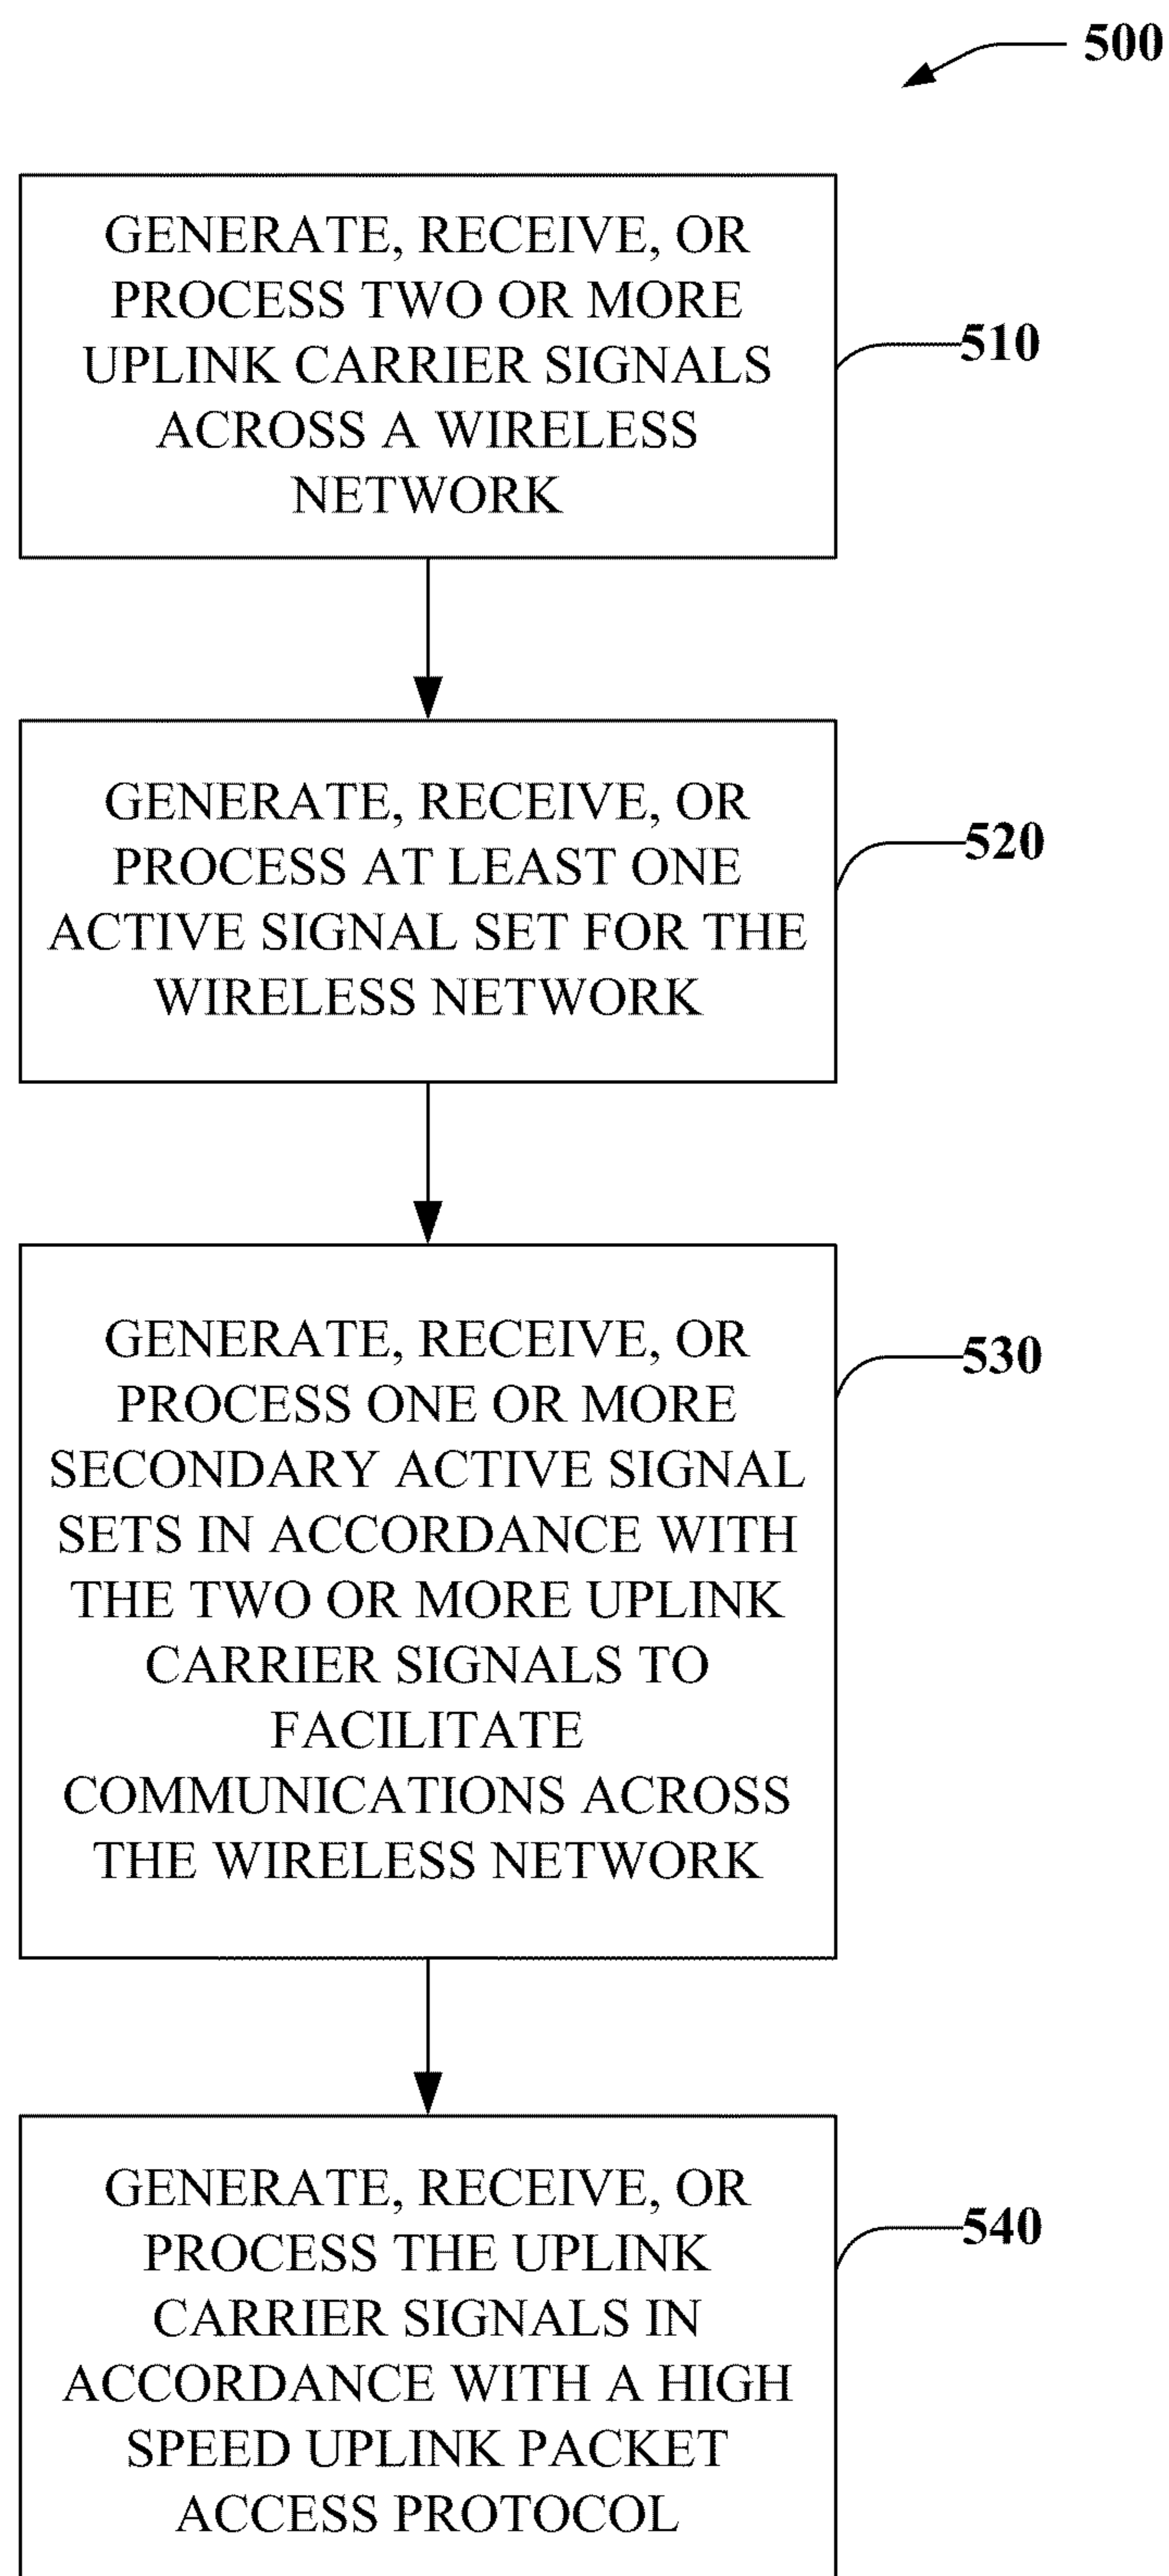 500
GENERATE, RECEIVE, OR
PROCESS TWO OR MORE
UPLINK CARRIER SIGNALS
ACROSS A WIRELESS
NETWORK
510
GENERATE, RECEIVE, OR
PROCESS AT LEAST ONE
ACTIVE SIGNAL SET FOR THE
WIRELESS NETWORK
520
GENERATE, RECEIVE, OR
PROCESS ONE OR MORE
SECONDARY ACTIVE SIGNAL
SETS IN ACCORDANCE WITH
THE TWO OR MORE UPLINK
CARRIER SIGNALS TO
FACILITATE
COMMUNICATIONS ACROSS
THE WIRELESS NETWORK
530
GENERATE, RECEIVE, OR
PROCESS THE UPLINK
CARRIER SIGNALS IN
ACCORDANCE WITH A HIGH
SPEED UPLINK PACKET
ACCESS PROTOCOL
540